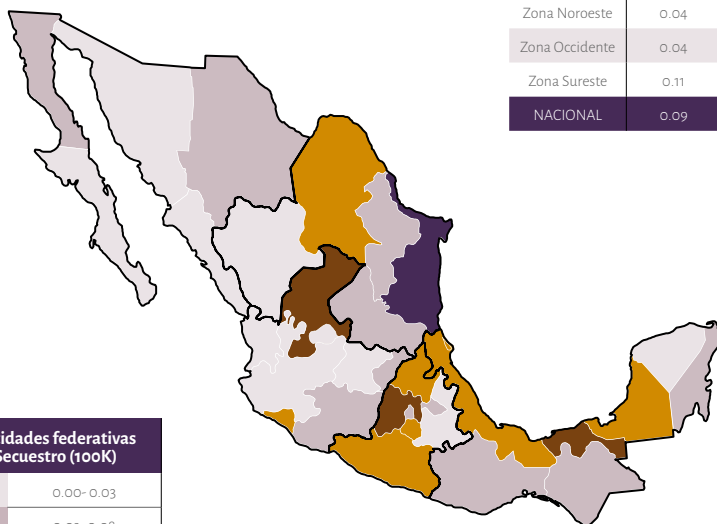 Zona Noroeste 0.04
Zona Occidente 0.04
Zona Sureste 0.11
NACIONAL 0.09
federativas
Secuestro (100K)
0.00-0.03